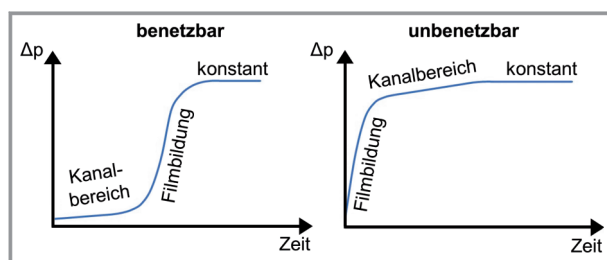 benetzbar
Δp
konstant
Filmbildung
Kanal-
bereich
Zeit
unbenetzbar
Δp
Kanalbereich
konstant
Filmbildung
Zeit